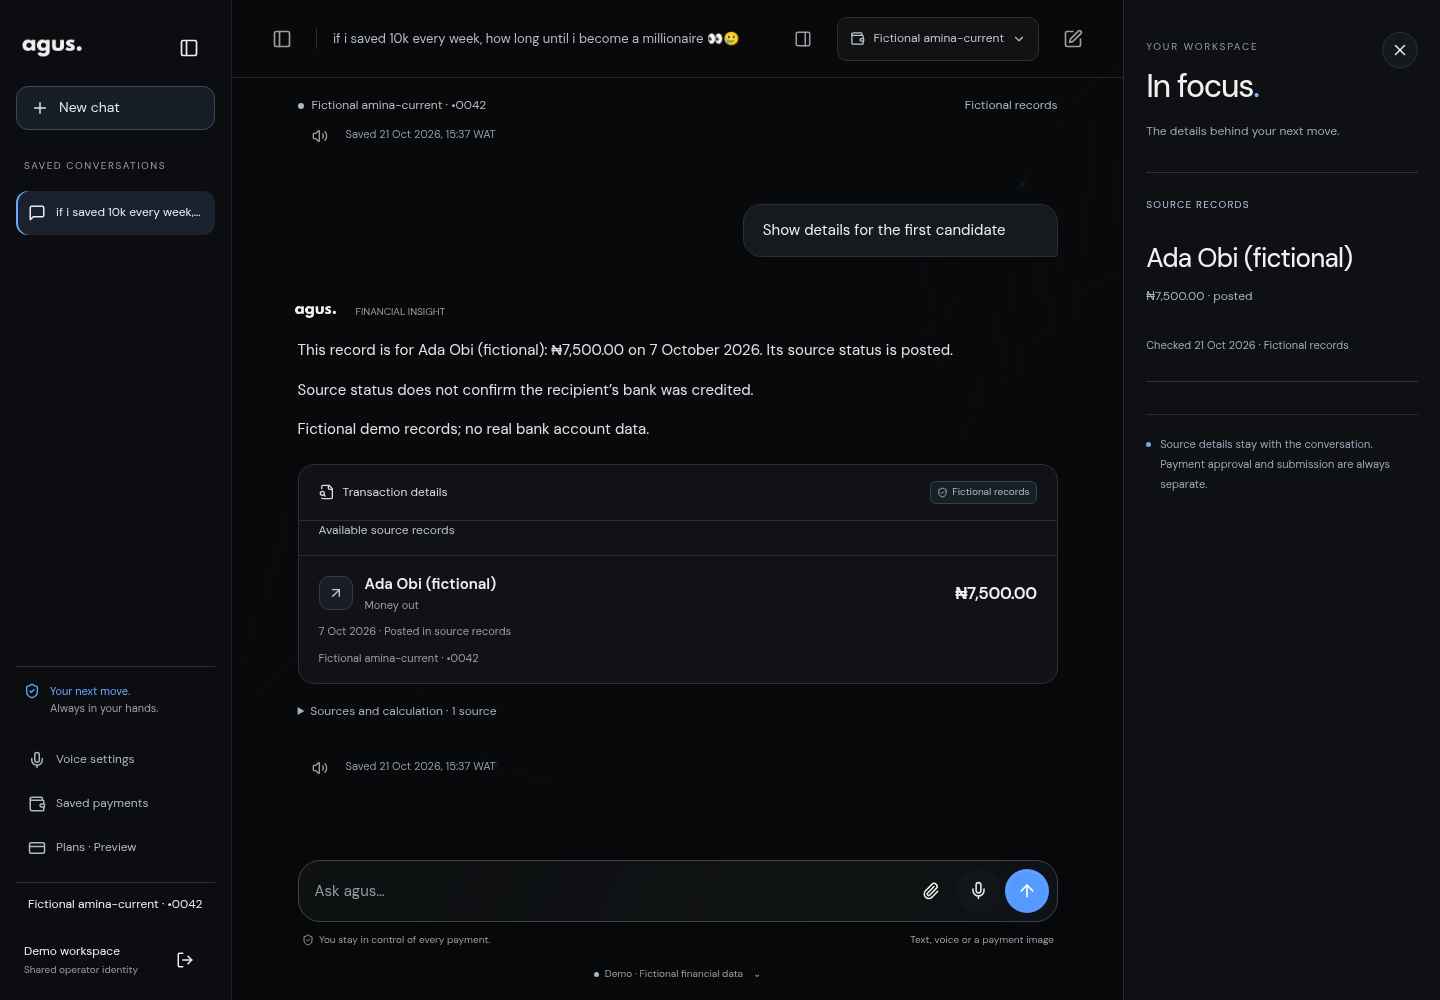 agus.
New chat
SAVED CONVERSATIONS
if i saved 10k every week,...
Your next move.
Always in your hands.
Voice settings
Saved payments
Plans · Preview
Fictional amina-current · •0042
Demo workspace
Shared operator identity
if i saved 10k every week, how long until i become a millionaire 👀🥲
Fictional amina-current
Fictional amina-current · •0042
Fictional records
Saved 21 Oct 2026, 15:37 WAT
Show details for the first candidate
agus.
FINANCIAL INSIGHT
This record is for Ada Obi (fictional): ₦7,500.00 on 7 October 2026. Its source status is posted.
Source status does not confirm the recipient’s bank was credited.
Fictional demo records; no real bank account data.
Transaction details
Fictional records
Available source records
Ada Obi (fictional)
Money out
₦7,500.00
7 Oct 2026 · Posted in source records
Fictional amina-current · •0042
Sources and calculation · 1 source
Saved 21 Oct 2026, 15:37 WAT
Ask agus...
You stay in control of every payment.
Text, voice or a payment image
Demo · Fictional financial data
YOUR WORKSPACE
In focus.
The details behind your next move.
SOURCE RECORDS
Ada Obi (fictional)
₦7,500.00 · posted
Checked 21 Oct 2026 · Fictional records
Source details stay with the conversation.
Payment approval and submission are always
separate.